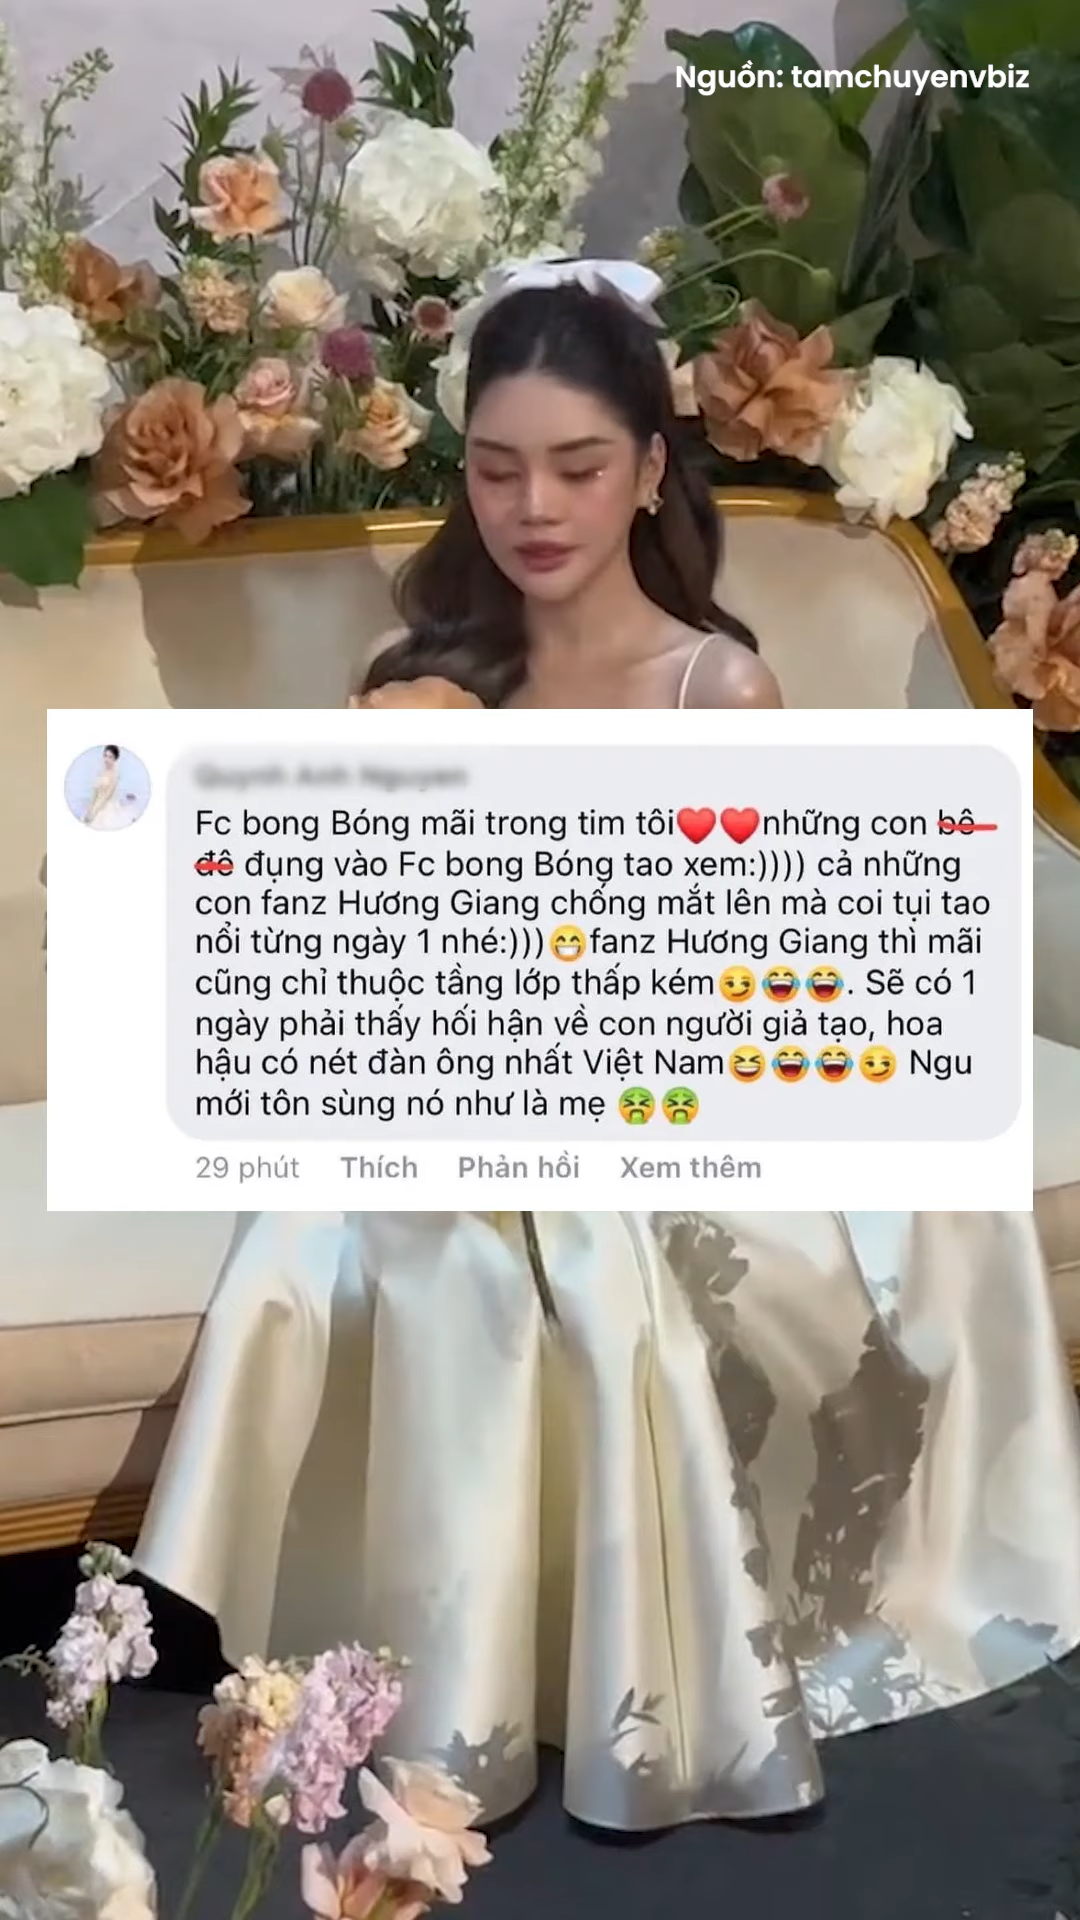 Nguồn: tamchuyenvbiz
Fc bong Bóng mãi trong tim tôi❤️❤️những con bê
đê đụng vào Fc bong Bóng tao xem:)))) cả những
con fanz Hương Giang chống mắt lên mà coi tụi tao
nổi từng ngày 1 nhé:)))😁fanz Hương Giang thì mãi
cũng chỉ thuộc tầng lớp thấp kém😏😂😂. Sẽ có 1
ngày phải thấy hối hận về con người giả tạo, hoa
hậu có nét đàn ông nhất Việt Nam😆😂😂😏 Ngu
mới tôn sùng nó như là mẹ 🤮🤮
29 phút Thích Phản hồi Xem thêm